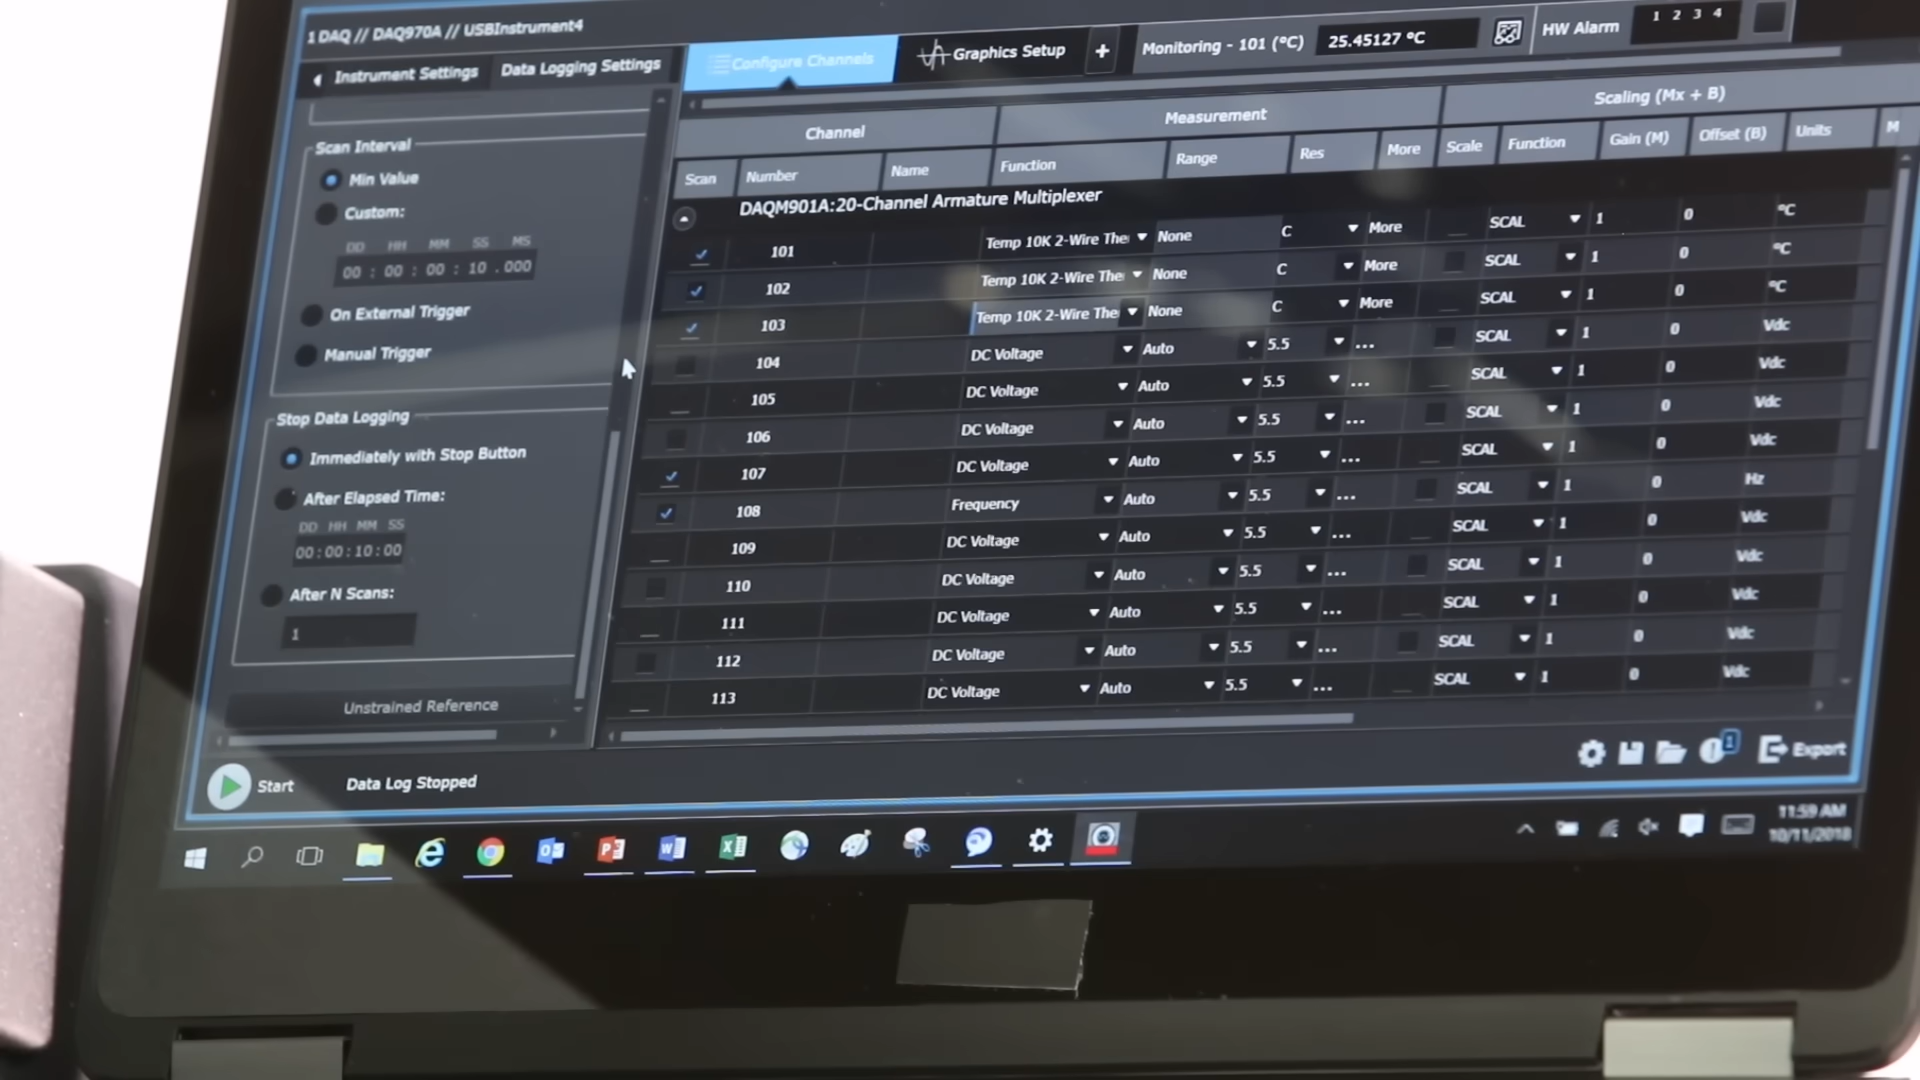 1 DAQ // DAQ970A // USBInstrument4
Instrument Settings
Data Logging Settings
Configure Channels
Graphics Setup
+
Monitoring - 101 (°C)
25.45127 °C
HW Alarm
1 2 3 4
Scan Interval
Min Value
Custom:
DD HH MM SS MS
00 : 00 : 00 : 10 . 000
On External Trigger
Manual Trigger
Stop Data Logging
Immediately with Stop Button
After Elapsed Time:
DD HH MM SS
00:00:10:00
After N Scans:
1
Unstrained Reference
Channel Measurement Scaling (Mx + B)
Scan Number Name Function Range Res More Scale Function Gain (M) Offset (B) Units M
DAQM901A:20-Channel Armature Multiplexer
101 Temp 10K 2-Wire The None C More SCAL 1 0 °C
102 Temp 10K 2-Wire The None C More SCAL 1 0 °C
103 Temp 10K 2-Wire The None C More SCAL 1 0 °C
104 DC Voltage Auto 5.5 ... SCAL 1 0 Vdc
105 DC Voltage Auto 5.5 ... SCAL 1 0 Vdc
106 DC Voltage Auto 5.5 ... SCAL 1 0 Vdc
107 DC Voltage Auto 5.5 ... SCAL 1 0 Vdc
108 Frequency Auto 5.5 ... SCAL 1 0 Hz
109 DC Voltage Auto 5.5 ... SCAL 1 0 Vdc
110 DC Voltage Auto 5.5 ... SCAL 1 0 Vdc
111 DC Voltage Auto 5.5 ... SCAL 1 0 Vdc
112 DC Voltage Auto 5.5 ... SCAL 1 0 Vdc
113 DC Voltage Auto 5.5 ... SCAL 1 0 Vdc
1
Export
Start
Data Log Stopped
11:59 AM
10/11/2018